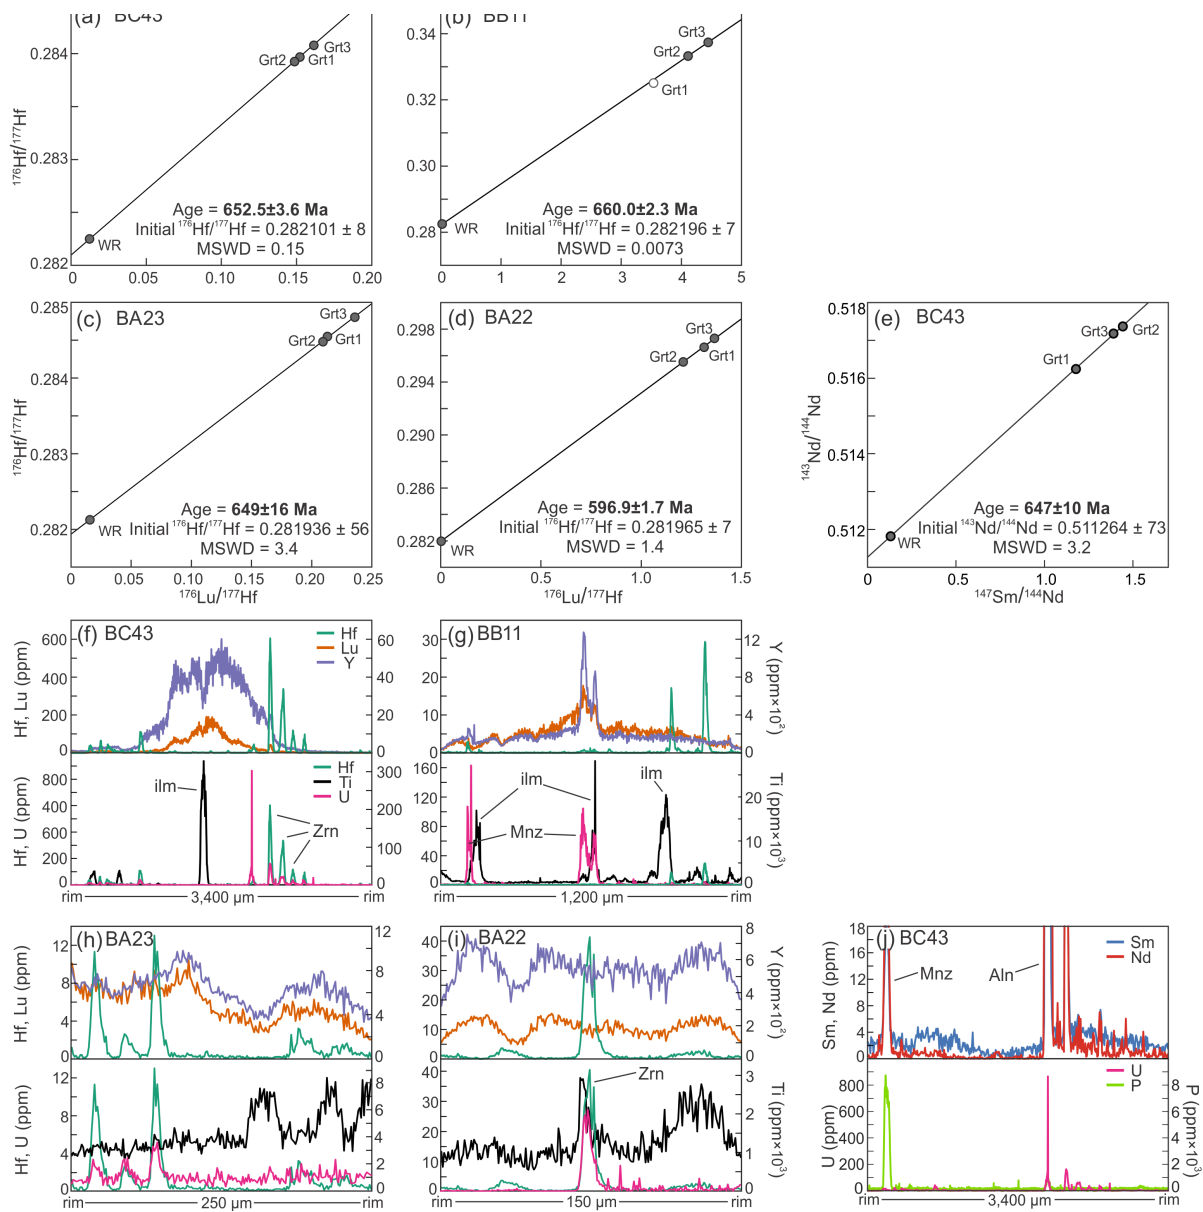 (a) BC43
0.284
0.283
0.282
176Hf/177Hf
Grt3
Grt2
Grt1
WR
Age = 652.5±3.6 Ma
Initial 176Hf/177Hf = 0.282101 ± 8
MSWD = 0.15
0
0.05
0.10
0.15
0.20
(b) BB11
0.34
0.32
0.30
0.28
Grt3
Grt2
Grt1
WR
Age = 660.0±2.3 Ma
Initial 176Hf/177Hf = 0.282196 ± 7
MSWD = 0.0073
0
1
2
3
4
5
(c) BA23
0.285
0.284
0.283
0.282
176Hf/177Hf
Grt3
Grt2
Grt1
WR
Age = 649±16 Ma
Initial 176Hf/177Hf = 0.281936 ± 56
MSWD = 3.4
0
0.05
0.10
0.15
0.20
0.25
176Lu/177Hf
(d) BA22
0.298
0.294
0.290
0.286
0.282
Grt3
Grt2
Grt1
WR
Age = 596.9±1.7 Ma
Initial 176Hf/177Hf = 0.281965 ± 7
MSWD = 1.4
0
0.5
1.0
1.5
176Lu/177Hf
(e) BC43
0.518
0.516
0.514
0.512
143Nd/144Nd
Grt3
Grt2
Grt1
WR
Age = 647±10 Ma
Initial 143Nd/144Nd = 0.511264 ± 73
MSWD = 3.2
0
0.5
1.0
1.5
147Sm/144Nd
(f) BC43
Hf
Lu
Y
600
400
600
400
200
0
60
40
20
0
Hf, Lu (ppm)
Hf
Ti
U
ilm
Zrn
800
600
400
600
200
200
0
300
200
100
0
Hf, U (ppm)
rim
3,400 µm
rim
(g) BB11
30
20
10
0
12
8
4
0
Y (ppm×10²)
ilm
ilm
Mnz
160
120
80
40
0
20
10
0
Ti (ppm×10³)
rim
1,200 µm
rim
(h) BA23
12
8
4
0
12
8
6
4
2
0
Hf, Lu (ppm)
12
10
8
6
4
2
0
8
6
4
2
0
Hf, U (ppm)
rim
250 µm
rim
(i) BA22
40
30
20
10
0
8
6
4
2
0
Y (ppm×10²)
Zrn
40
30
20
10
0
3
2
1
0
Ti (ppm×10³)
rim
150 µm
rim
(j) BC43
Sm
Nd
Mnz
Aln
18
16
12
8
4
0
Sm, Nd (ppm)
U
P
800
600
400
200
0
8
6
4
2
0
U (ppm)
P (ppm×10³)
rim
3,400 µm
rim